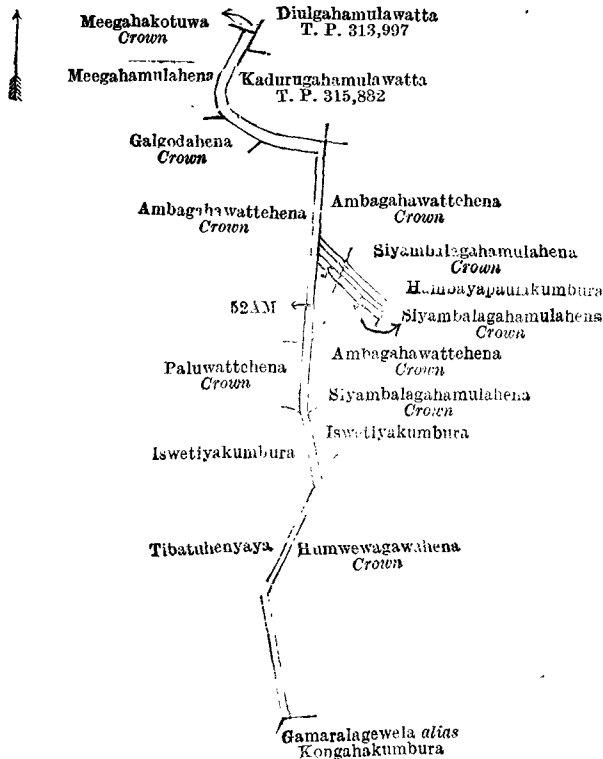 Meegahakotuwa
Crown
Diulgahamulawatta
T. P. 313,997
Meegahamulahena
Kadurugahamulawatta
T. P. 315,882
Galgodahena
Crown
Ambagahawattehena
Crown
Ambagahawattehena
Crown
Siyambalagahamulahena
Crown
Siyambalagahamulahena
Crown
52AM
Ambagahawattehena
Crown
Paluwattehena
Crown
Siyambalagahamulahena
Crown
Iswetiyakumbura
Iswetiyakumbura
Tibatuhenyaya
Humwewagawahena
Crown
Gamaralagewela alias
Kongahakumbura